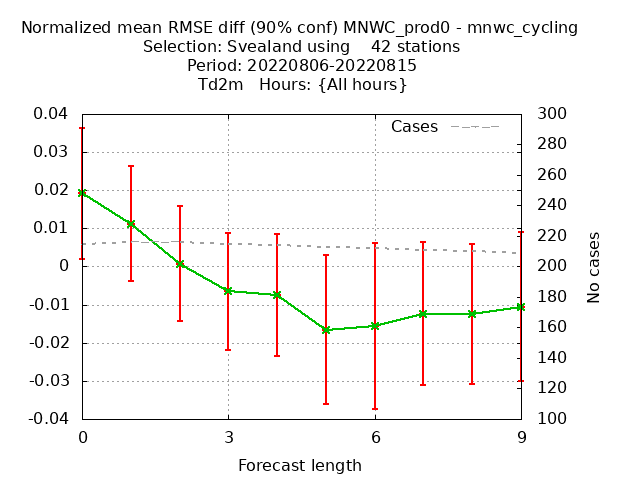 Normalized mean RMSE diff (90% conf) MNWC_prod0 - mnwc_cycling
Selection: Svealand using    42 stations
Period: 20220806-20220815
Td2m   Hours: {All hours}
Cases
0.04
0.03
0.02
0.01
0
-0.01
-0.02
-0.03
-0.04
300
280
260
240
220
200
180
160
140
120
100
No cases
0 3 6 9
Forecast length